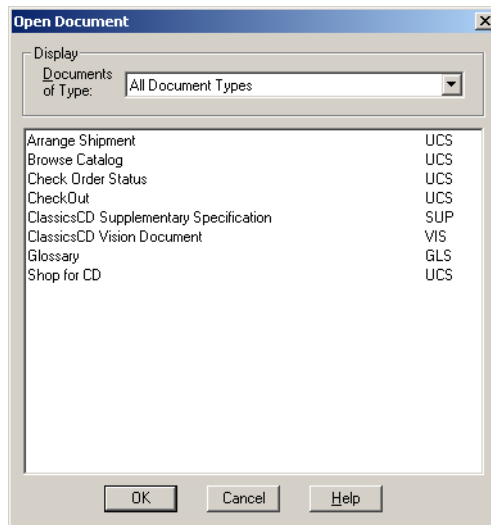 Open Document
Display
Documents
of Type:
All Document Types
Arrange Shipment UCS
Browse Catalog UCS
Check Order Status UCS
CheckOut UCS
ClassicsCD Supplementary Specification SUP
ClassicsCD Vision Document VIS
Glossary GLS
Shop for CD UCS
OK Cancel Help